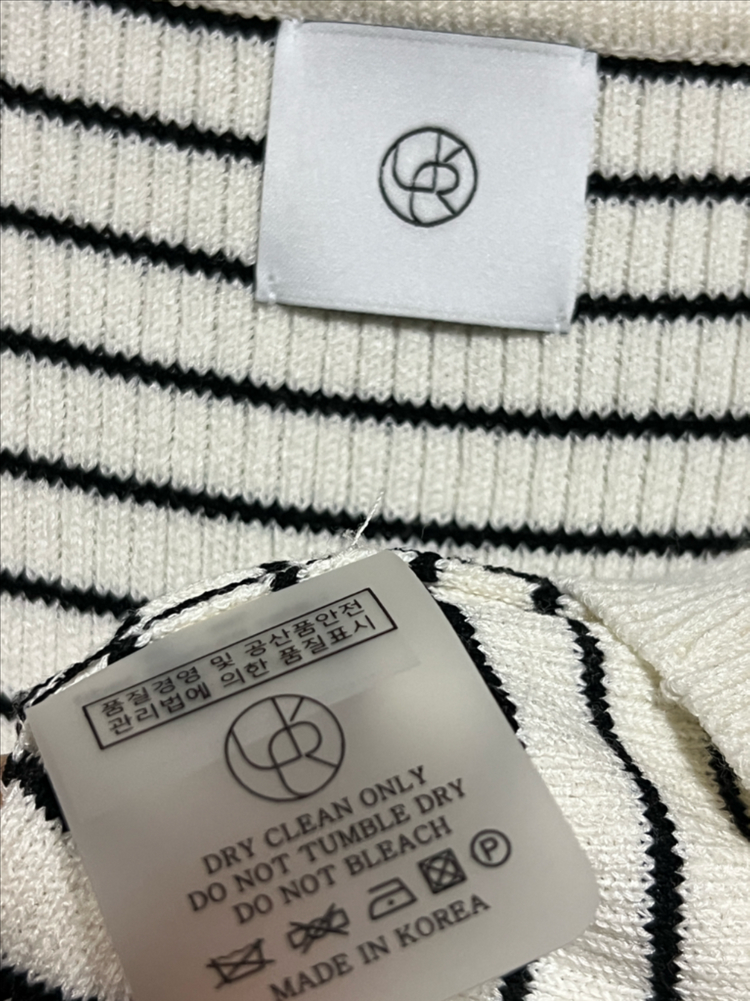 품질경영 및 공산품안전
관리법에 의한 품질표시
DRY CLEAN ONLY
DO NOT TUMBLE DRY
DO NOT BLEACH
P
MADE IN KOREA